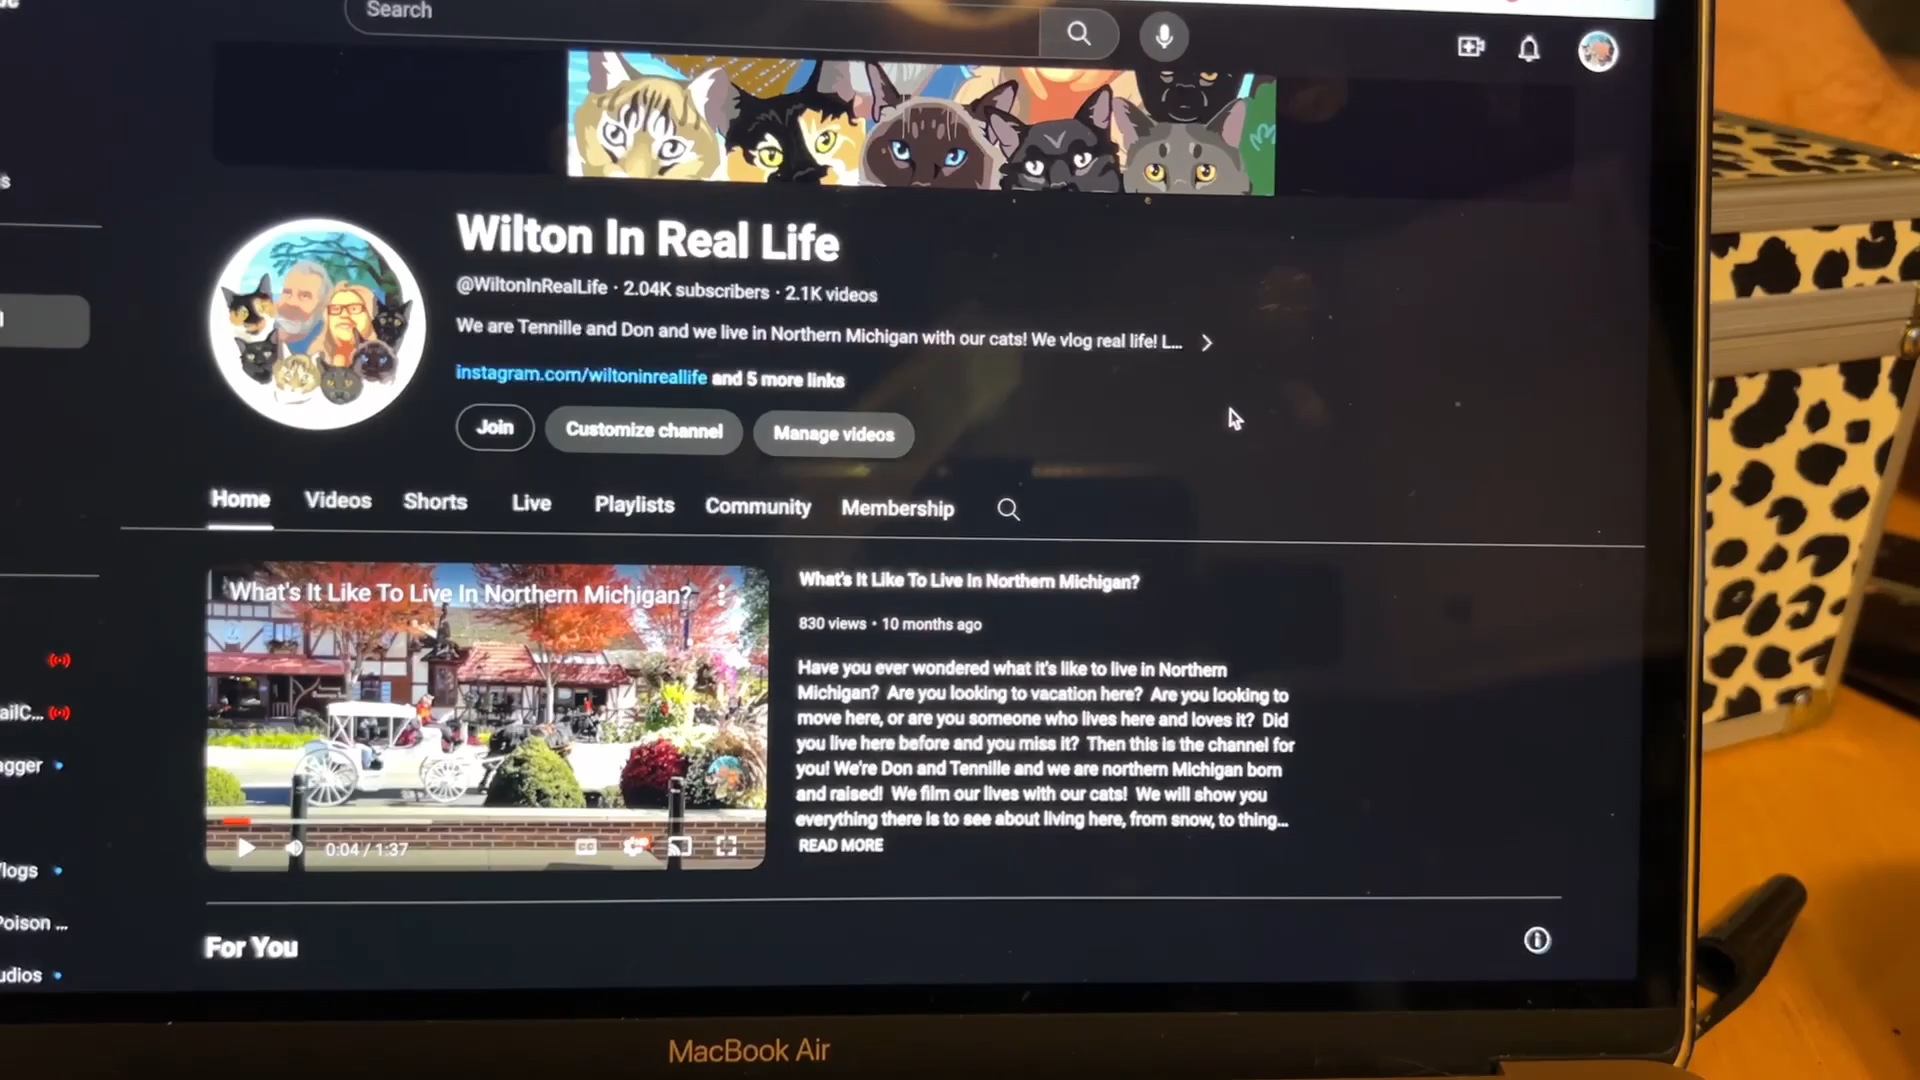 Search
Wilton In Real Life
@WiltonInRealLife · 2.04K subscribers · 2.1K videos
We are Tennille and Don and we live in Northern Michigan with our cats! We vlog real life! L...
instagram.com/wiltoninreallife and 5 more links
Join
Customize channel
Manage videos
Home
Videos
Shorts
Live
Playlists
Community
Membership
What's It Like To Live In Northern Michigan?
0:04 / 1:37
What's It Like To Live In Northern Michigan?
830 views • 10 months ago
Have you ever wondered what it's like to live in Northern
Michigan? Are you looking to vacation here? Are you looking to
move here, or are you someone who lives here and loves it? Did
you live here before and you miss it? Then this is the channel for
you! We're Don and Tennille and we are northern Michigan born
and raised! We film our lives with our cats! We will show you
everything there is to see about living here, from snow, to thing...
READ MORE
For You
ailC...
agger
logs
Poison ...
udios
MacBook Air